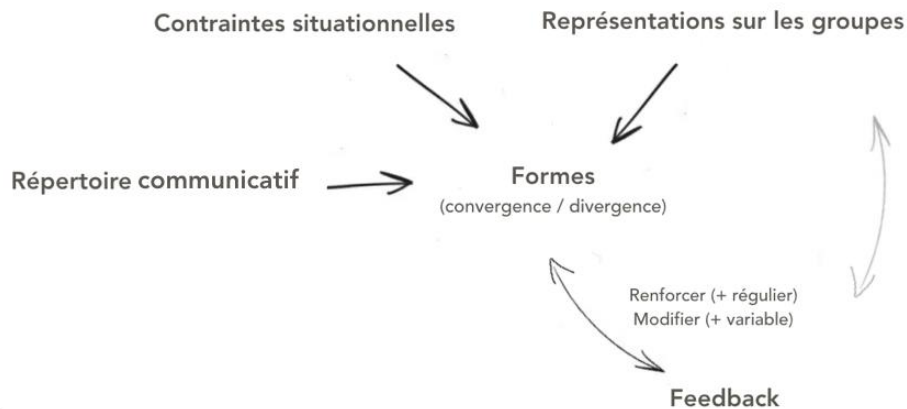 Contraintes situationnelles
Représentations sur les groupes
Répertoire communicatif
Formes
(convergence / divergence)
Renforcer (+ régulier)
Modifier (+ variable)
Feedback